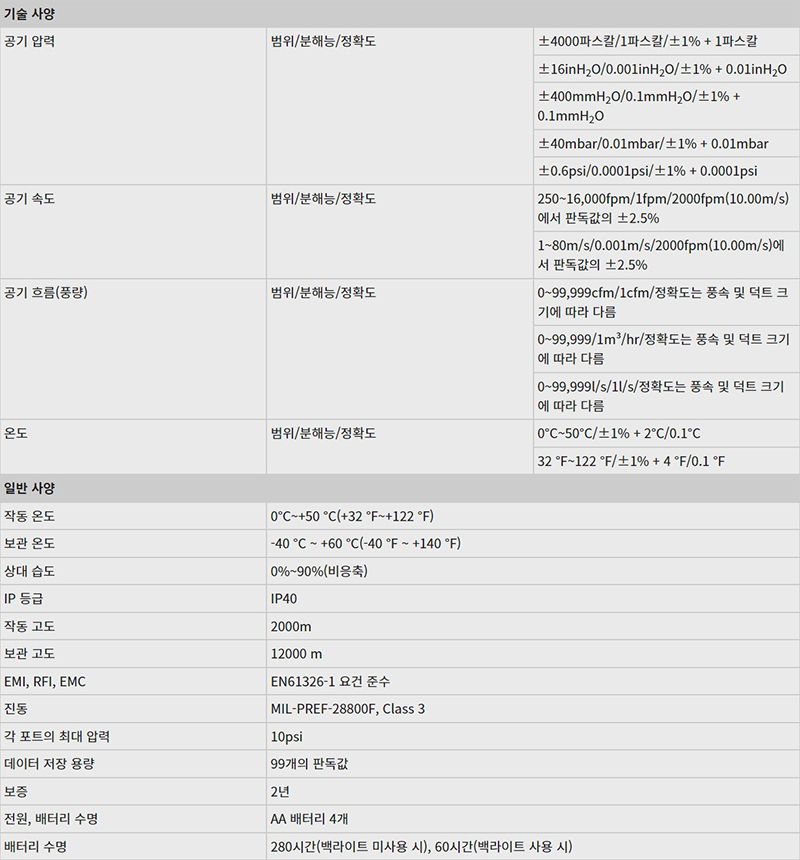 기술 사양
공기 압력 범위/분해능/정확도 ±4000파스칼/1파스칼/±1% + 1파스칼
±16inH₂O/0.001inH₂O/±1% + 0.01inH₂O
±400mmH₂O/0.1mmH₂O/±1% +
0.1mmH₂O
±40mbar/0.01mbar/±1% + 0.01mbar
±0.6psi/0.0001psi/±1% + 0.0001psi
공기 속도 범위/분해능/정확도 250~16,000fpm/1fpm/2000fpm(10.00m/s)
에서 판독값의 ±2.5%
1~80m/s/0.001m/s/2000fpm(10.00m/s)에
서 판독값의 ±2.5%
공기 흐름(풍량) 범위/분해능/정확도 0~99,999cfm/1cfm/정확도는 풍속 및 덕트 크
기에 따라 다름
0~99,999/1m³/hr/정확도는 풍속 및 덕트 크기
에 따라 다름
0~99,999l/s/1l/s/정확도는 풍속 및 덕트 크기
에 따라 다름
온도 범위/분해능/정확도 0°C~50°C/±1% + 2°C/0.1°C
32 °F~122 °F/±1% + 4 °F/0.1 °F
일반 사양
작동 온도 0°C~+50 °C(+32 °F~+122 °F)
보관 온도 -40 °C ~ +60 °C(-40 °F ~ +140 °F)
상대 습도 0%~90%(비응축)
IP 등급 IP40
작동 고도 2000m
보관 고도 12000 m
EMI, RFI, EMC EN61326-1 요건 준수
진동 MIL-PREF-28800F, Class 3
각 포트의 최대 압력 10psi
데이터 저장 용량 99개의 판독값
보증 2년
전원, 배터리 수명 AA 배터리 4개
배터리 수명 280시간(백라이트 미사용 시), 60시간(백라이트 사용 시)